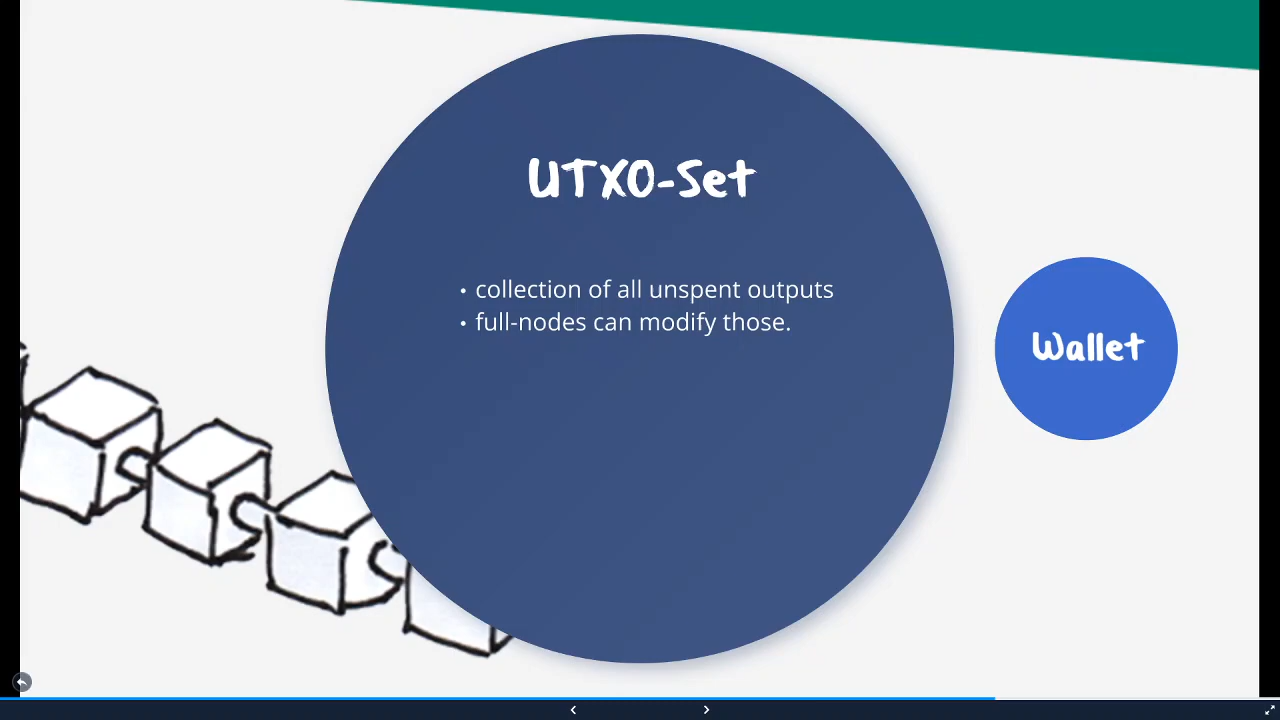 UTXO-Set
• collection of all unspent outputs
• full-nodes can modify those.
Wallet